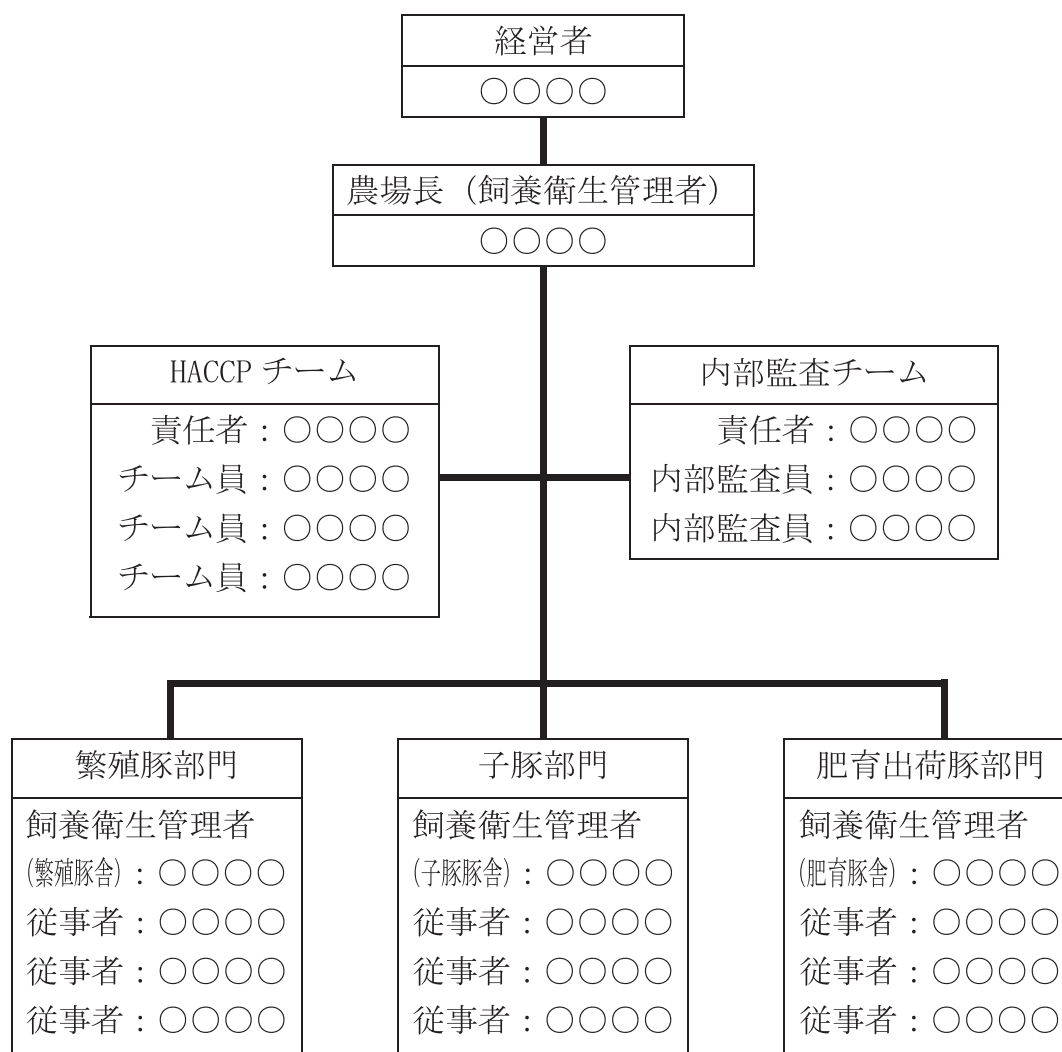 経営者
○○○○
農場長（飼養衛生管理者）
○○○○
HACCP チーム
責任者：○○○○
チーム員：○○○○
チーム員：○○○○
チーム員：○○○○
内部監査チーム
責任者：○○○○
内部監査員：○○○○
内部監査員：○○○○
繁殖豚部門
飼養衛生管理者
(繁殖豚舎)：○○○○
従事者：○○○○
従事者：○○○○
従事者：○○○○
子豚部門
飼養衛生管理者
(子豚豚舎)：○○○○
従事者：○○○○
従事者：○○○○
従事者：○○○○
肥育出荷豚部門
飼養衛生管理者
(肥育豚舎)：○○○○
従事者：○○○○
従事者：○○○○
従事者：○○○○